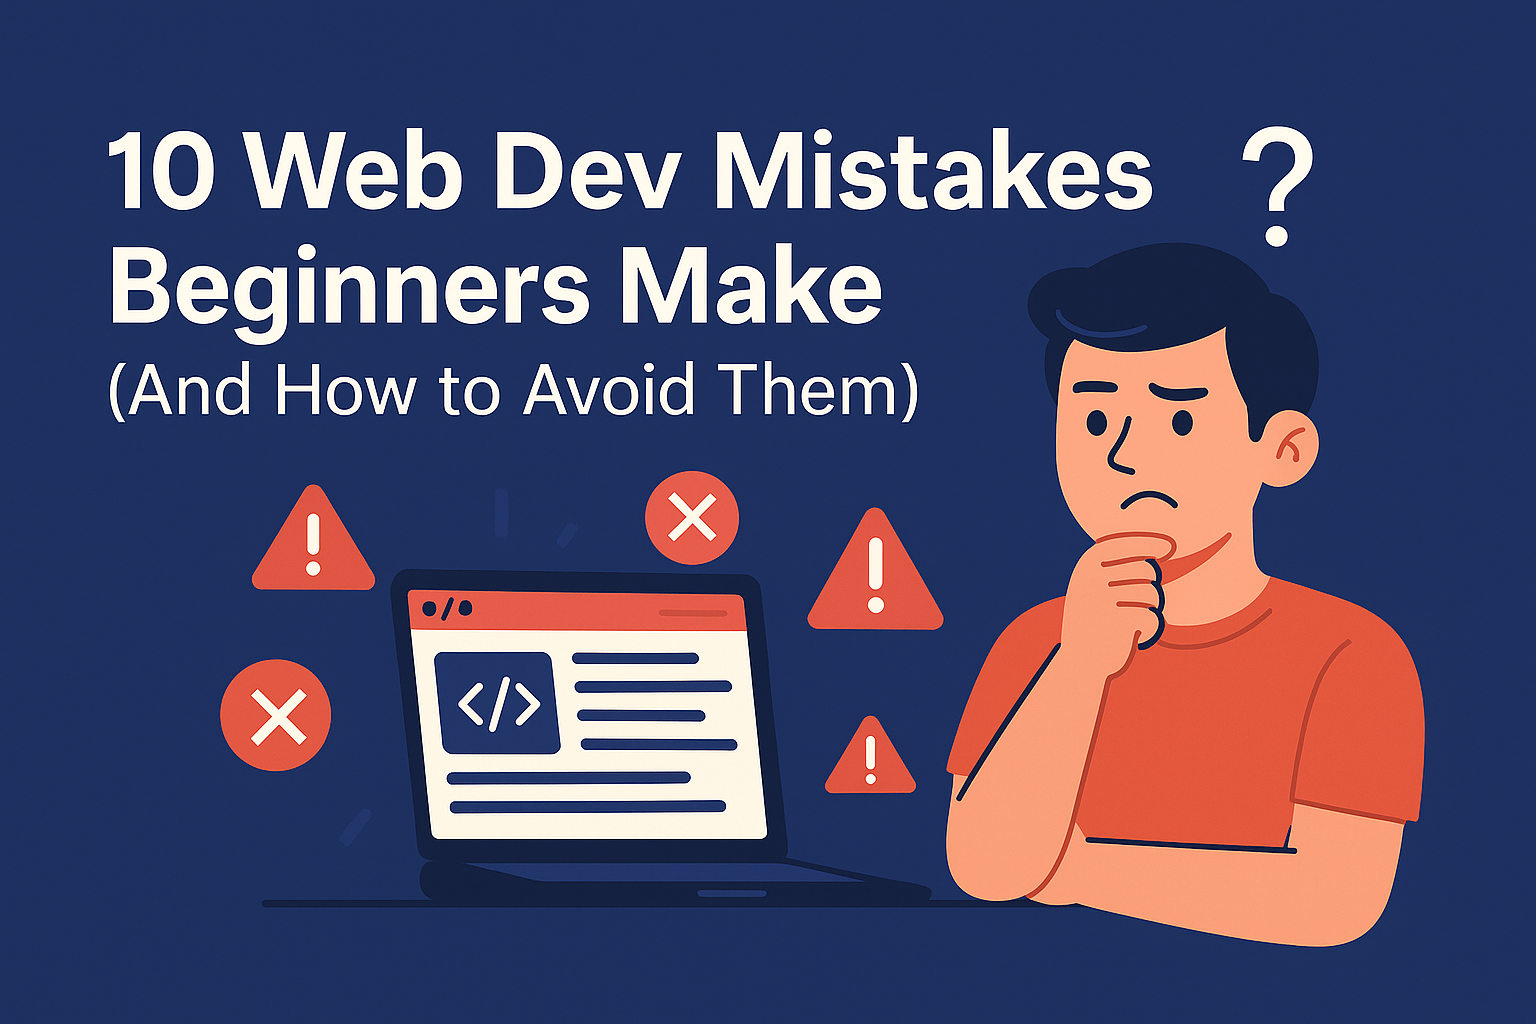 10 Web Dev Mistakes
Beginners Make
(And How to Avoid Them)
?
!
×
!
×
!
</>